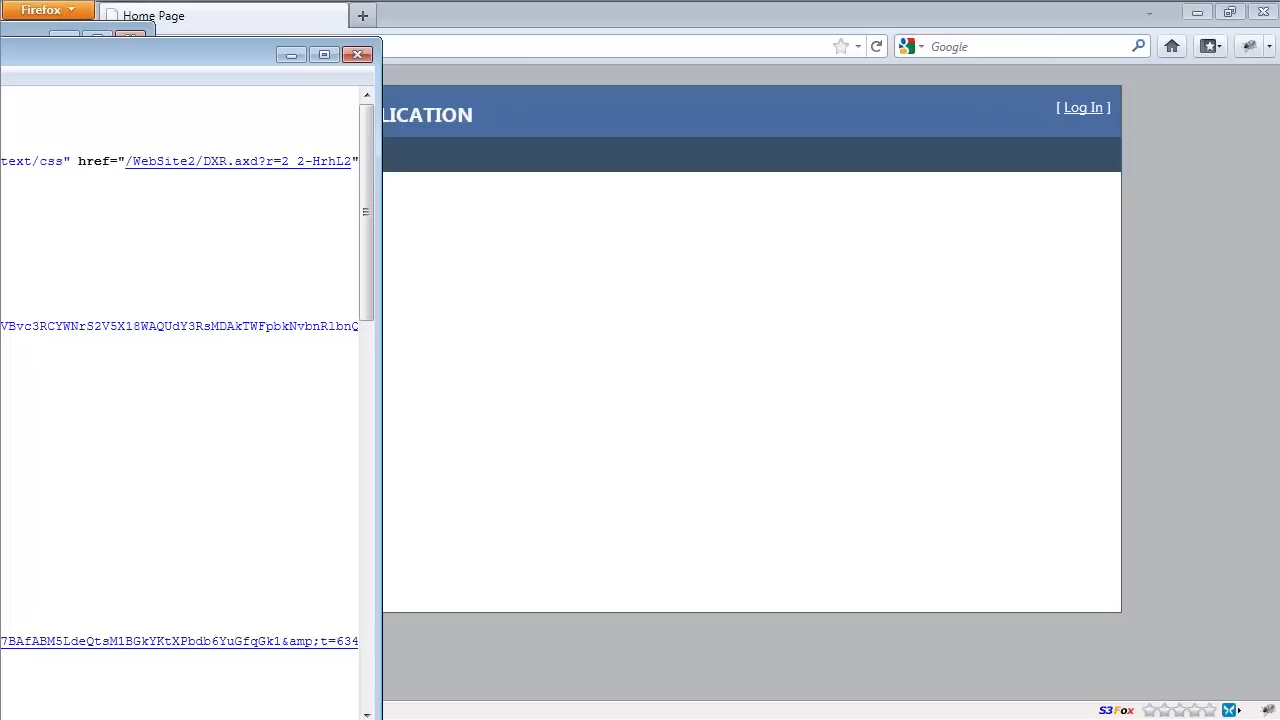 Firefox
Home Page
Google
LICATION
[ Log In ]
text/css" href="/WebSite2/DXR.axd?r=2_2-HrhL2"
VBvc3RCYWNrS2V5X18WAQUdY3RsMDAkTWFpbkNvbnRlbnQ
7BAfABM5LdeQtsM1BGkYKtXPbdb6YuGfqGk1&amp;t=634
S3Fox